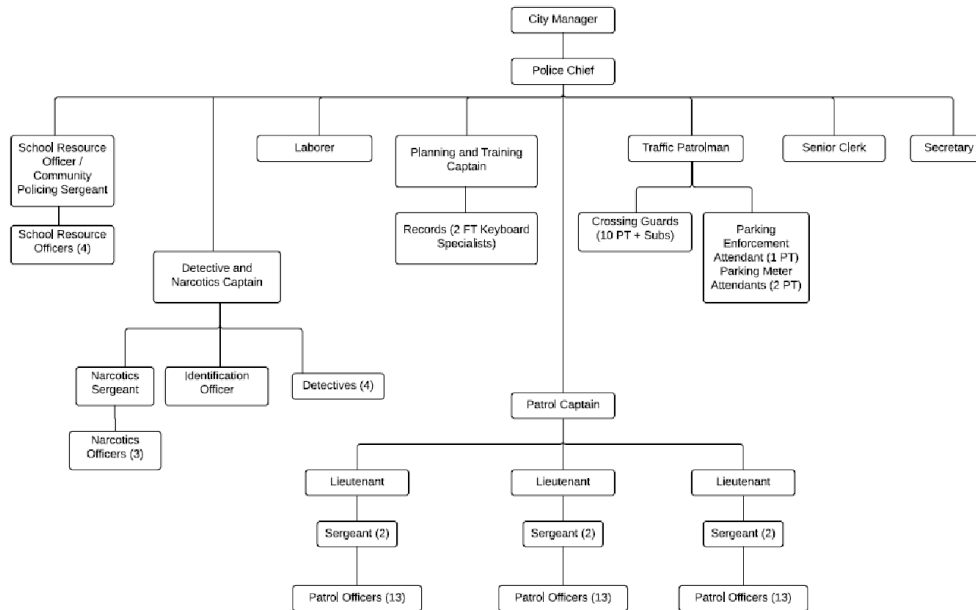 City Manager
Police Chief
School Resource
Officer /
Community
Policing Sergeant
Laborer
Planning and Training
Captain
Traffic Patrolman
Senior Clerk
Secretary
School Resource
Officers (4)
Records (2 FT Keyboard
Specialists)
Crossing Guards
(10 PT + Subs)
Parking
Enforcement
Attendant (1 PT)
Parking Meter
Attendants (2 PT)
Detective and
Narcotics Captain
Narcotics
Sergeant
Identification
Officer
Detectives (4)
Narcotics
Officers (3)
Patrol Captain
Lieutenant
Lieutenant
Lieutenant
Sergeant (2)
Sergeant (2)
Sergeant (2)
Patrol Officers (13)
Patrol Officers (13)
Patrol Officers (13)